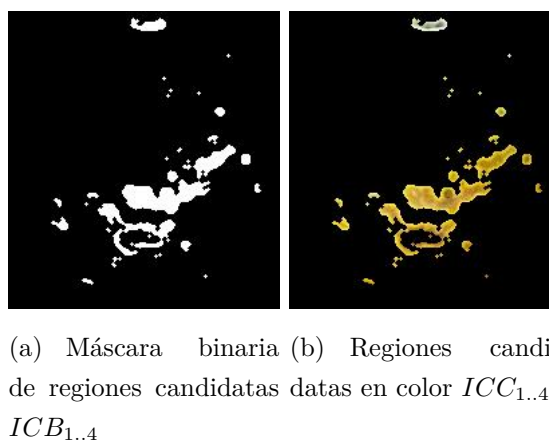 (a) Máscara binaria
de regiones candidatas
ICB1..4
(b) Regiones candi
datas en color ICC1..4